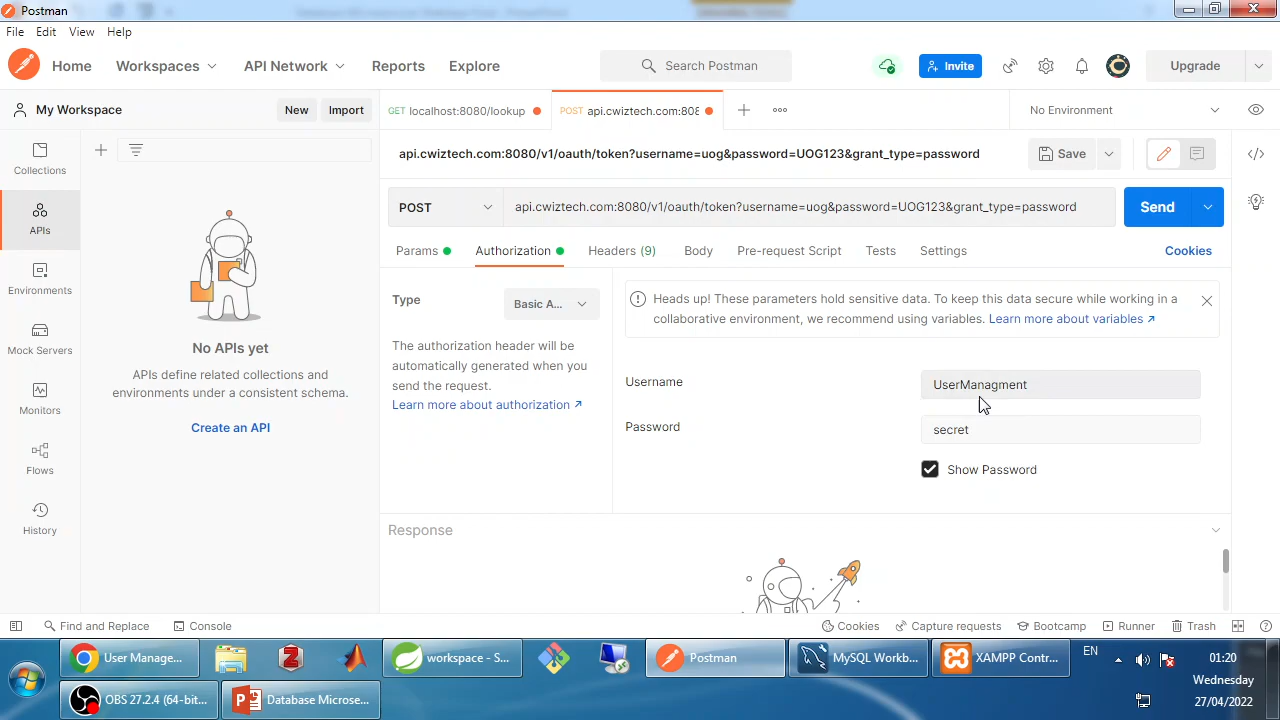 Postman
File Edit View Help
Home Workspaces API Network Reports Explore Search Postman Invite Upgrade
My Workspace New Import GET localhost:8080/lookup POST api.cwiztech.com:808 No Environment
Collections
APIs
Environments
Mock Servers
Monitors
Flows
History
No APIs yet
APIs define related collections and
environments under a consistent schema.
Create an API
api.cwiztech.com:8080/v1/oauth/token?username=uog&password=UOG123&grant_type=password Save
POST api.cwiztech.com:8080/v1/oauth/token?username=uog&password=UOG123&grant_type=password Send
Params Authorization Headers (9) Body Pre-request Script Tests Settings Cookies
Type Basic A...
The authorization header will be
automatically generated when you
send the request.
Learn more about authorization ↗
Heads up! These parameters hold sensitive data. To keep this data secure while working in a
collaborative environment, we recommend using variables. Learn more about variables ↗
Username UserManagment
Password secret
Show Password
Response
Find and Replace Console Cookies Capture requests Bootcamp Runner Trash
User Manage... workspace - S... Postman MySQL Workb... XAMPP Contr... EN 01:20
Wednesday
OBS 27.2.4 (64-bit... Database Microse... 27/04/2022